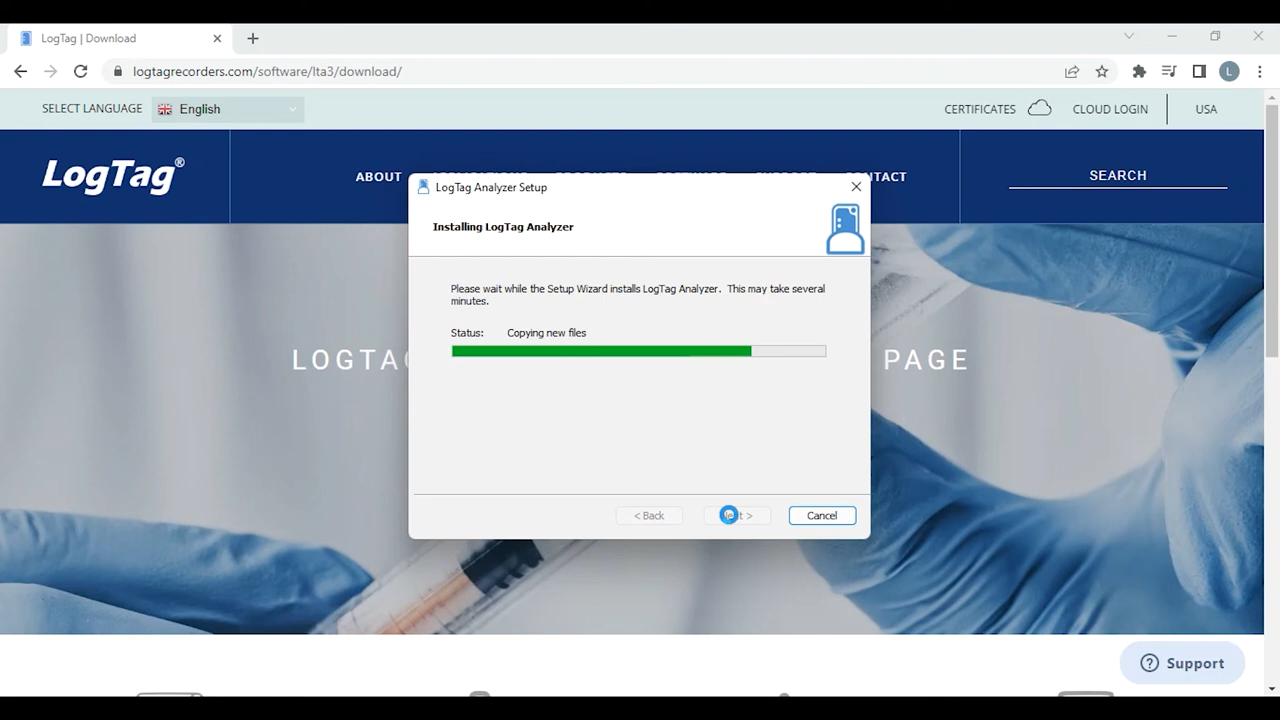 LogTag | Download
logtagrecorders.com/software/lta3/download/
L
SELECT LANGUAGE English CERTIFICATES CLOUD LOGIN USA
LogTag®
ABOUT SEARCH
LogTag Analyzer Setup
Installing LogTag Analyzer
Please wait while the Setup Wizard installs LogTag Analyzer. This may take several
minutes.
Status: Copying new files
PAGE
< Back Cancel
Support